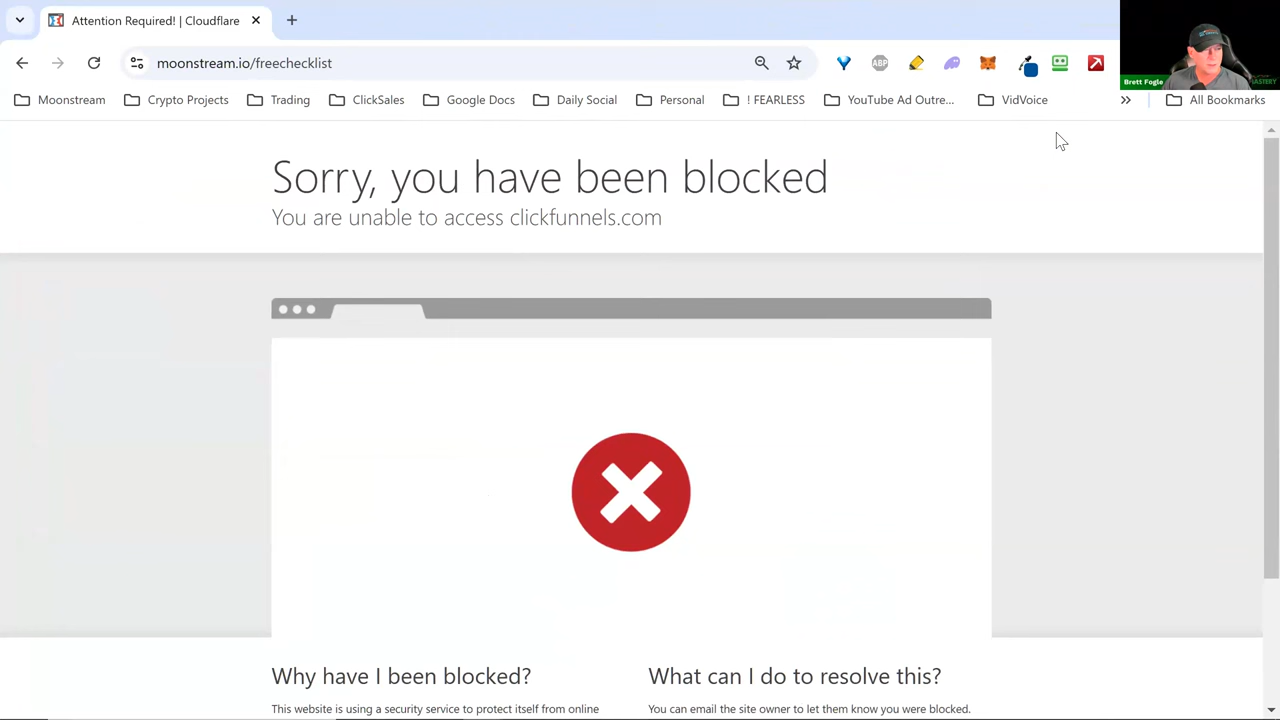 Attention Required! | Cloudflare
moonstream.io/freechecklist
ABP
Moonstream
Crypto Projects
Trading
ClickSales
Google Docs
Daily Social
Personal
! FEARLESS
YouTube Ad Outre...
VidVoice
All Bookmarks
Brett Fogle
Sorry, you have been blocked
You are unable to access clickfunnels.com
Why have I been blocked?
This website is using a security service to protect itself from online
What can I do to resolve this?
You can email the site owner to let them know you were blocked.